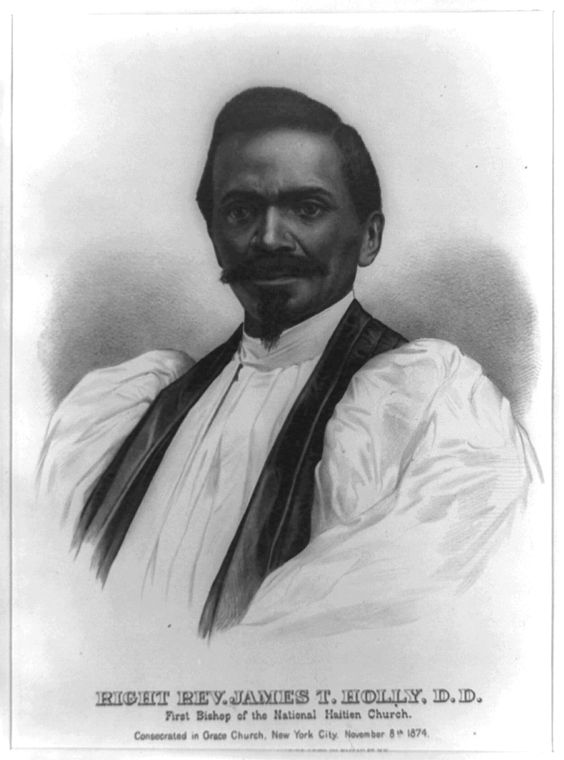 RIGHT REV. JAMES T. HOLLY, D. D.
First Bishop of the National Haitien Church.
Consecrated in Grace Church, New York City, November 8th 1874.